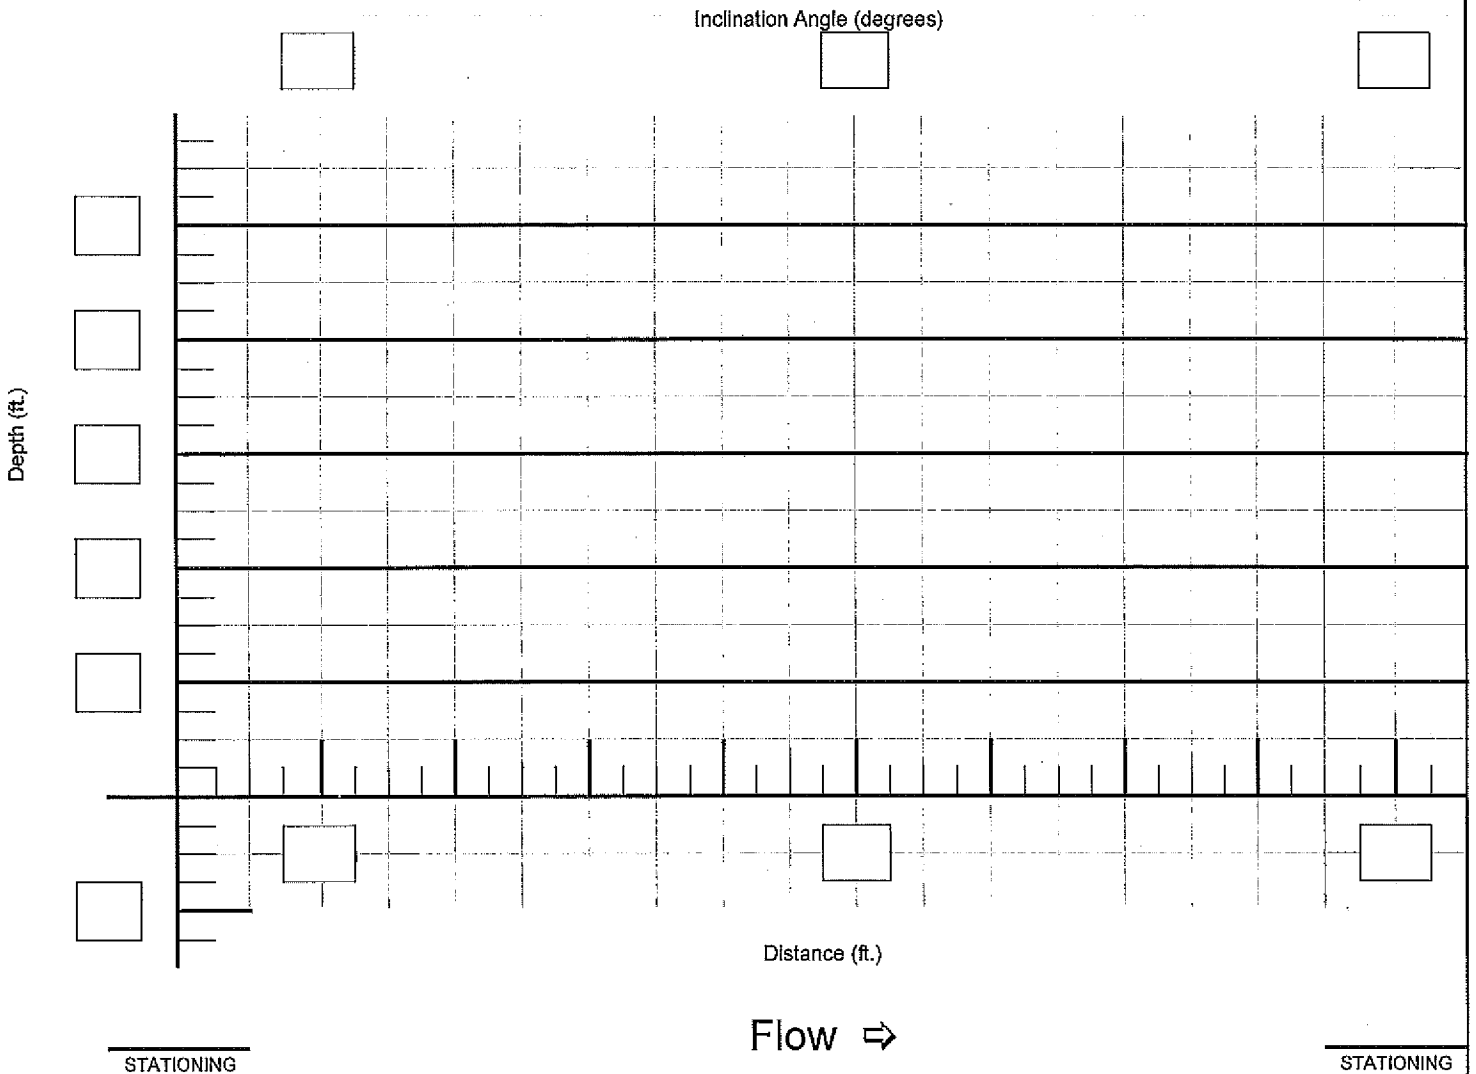 Inclination Angle (degrees)
Depth (ft.)
Distance (ft.)
Flow ⇨
STATIONING
STATIONING